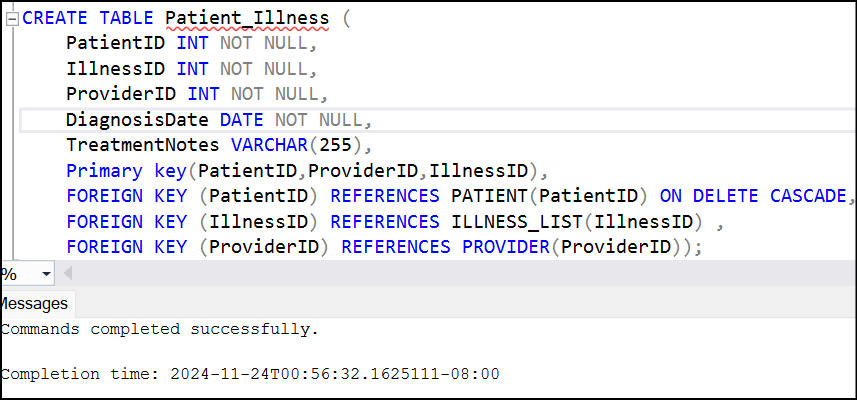 CREATE TABLE Patient_Illness (
PatientID INT NOT NULL,
IllnessID INT NOT NULL,
ProviderID INT NOT NULL,
DiagnosisDate DATE NOT NULL,
TreatmentNotes VARCHAR(255),
Primary key(PatientID,ProviderID,IllnessID),
FOREIGN KEY (PatientID) REFERENCES PATIENT(PatientID) ON DELETE CASCADE,
FOREIGN KEY (IllnessID) REFERENCES ILLNESS_LIST(IllnessID) ,
FOREIGN KEY (ProviderID) REFERENCES PROVIDER(ProviderID));
%
Messages
Commands completed successfully.
Completion time: 2024-11-24T00:56:32.1625111-08:00